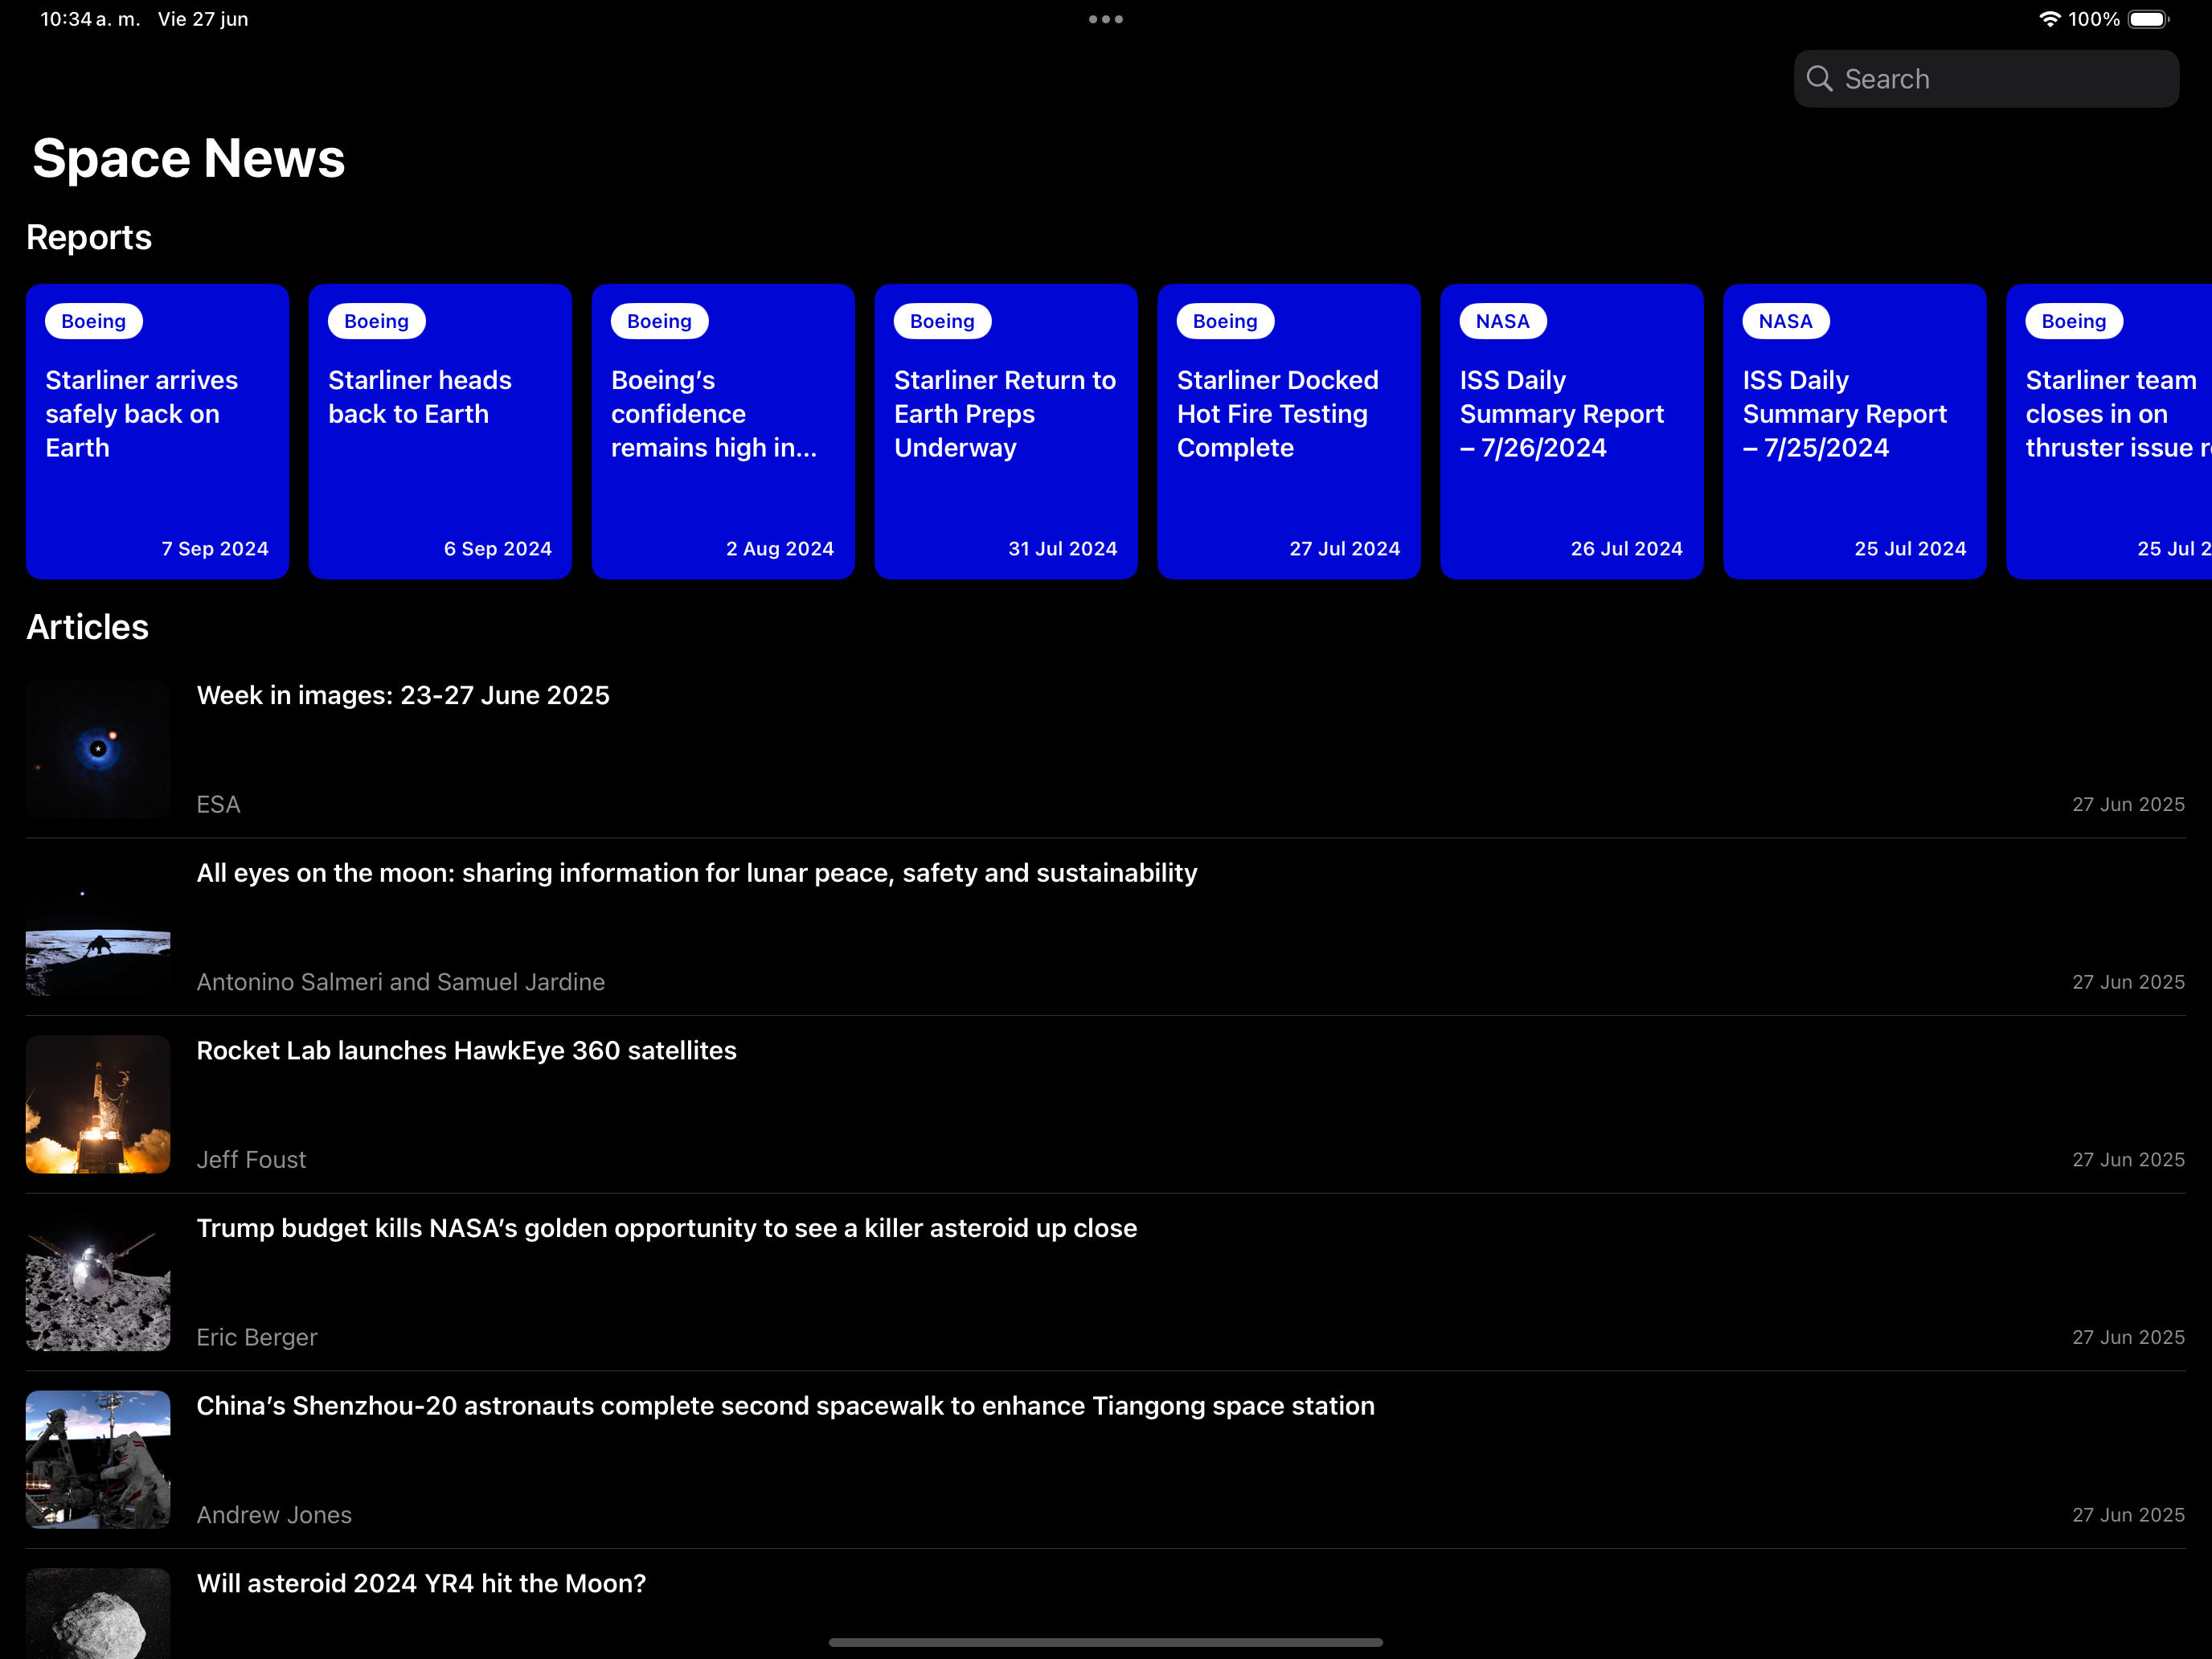 10:34 a. m. Vie 27 jun
100%
Search
Space News
Reports
Boeing
Starliner arrives
safely back on
Earth
7 Sep 2024
Boeing
Starliner heads
back to Earth
6 Sep 2024
Boeing
Boeing’s
confidence
remains high in...
2 Aug 2024
Boeing
Starliner Return to
Earth Preps
Underway
31 Jul 2024
Boeing
Starliner Docked
Hot Fire Testing
Complete
27 Jul 2024
NASA
ISS Daily
Summary Report
– 7/26/2024
26 Jul 2024
NASA
ISS Daily
Summary Report
– 7/25/2024
25 Jul 2024
Boeing
Starliner team
closes in on
thruster issue
25 Jul
Articles
Week in images: 23-27 June 2025
ESA
27 Jun 2025
All eyes on the moon: sharing information for lunar peace, safety and sustainability
Antonino Salmeri and Samuel Jardine
27 Jun 2025
Rocket Lab launches HawkEye 360 satellites
Jeff Foust
27 Jun 2025
Trump budget kills NASA’s golden opportunity to see a killer asteroid up close
Eric Berger
27 Jun 2025
China’s Shenzhou-20 astronauts complete second spacewalk to enhance Tiangong space station
Andrew Jones
27 Jun 2025
Will asteroid 2024 YR4 hit the Moon?